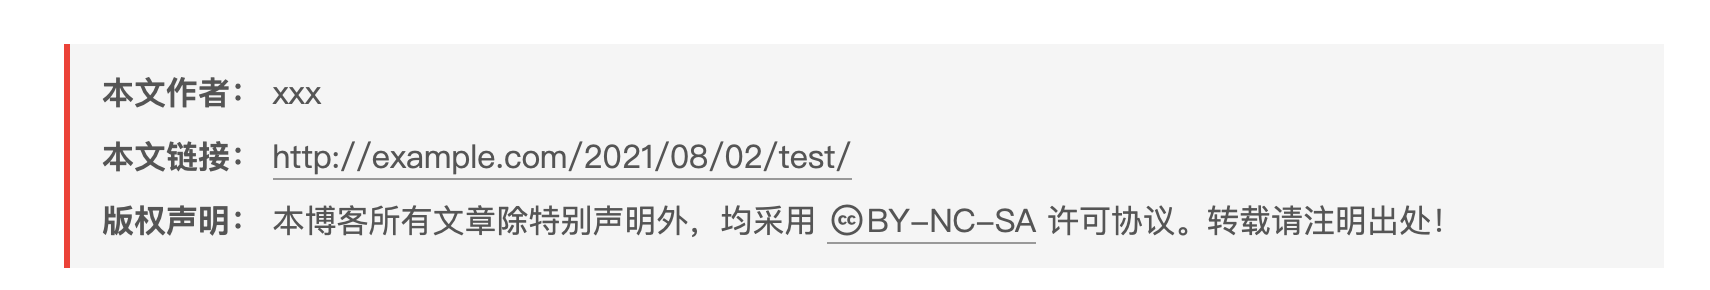 本文作者： xxx
本文链接： http://example.com/2021/08/02/test/
版权声明： 本博客所有文章除特别声明外，均采用 🅭BY-NC-SA 许可协议。转载请注明出处！